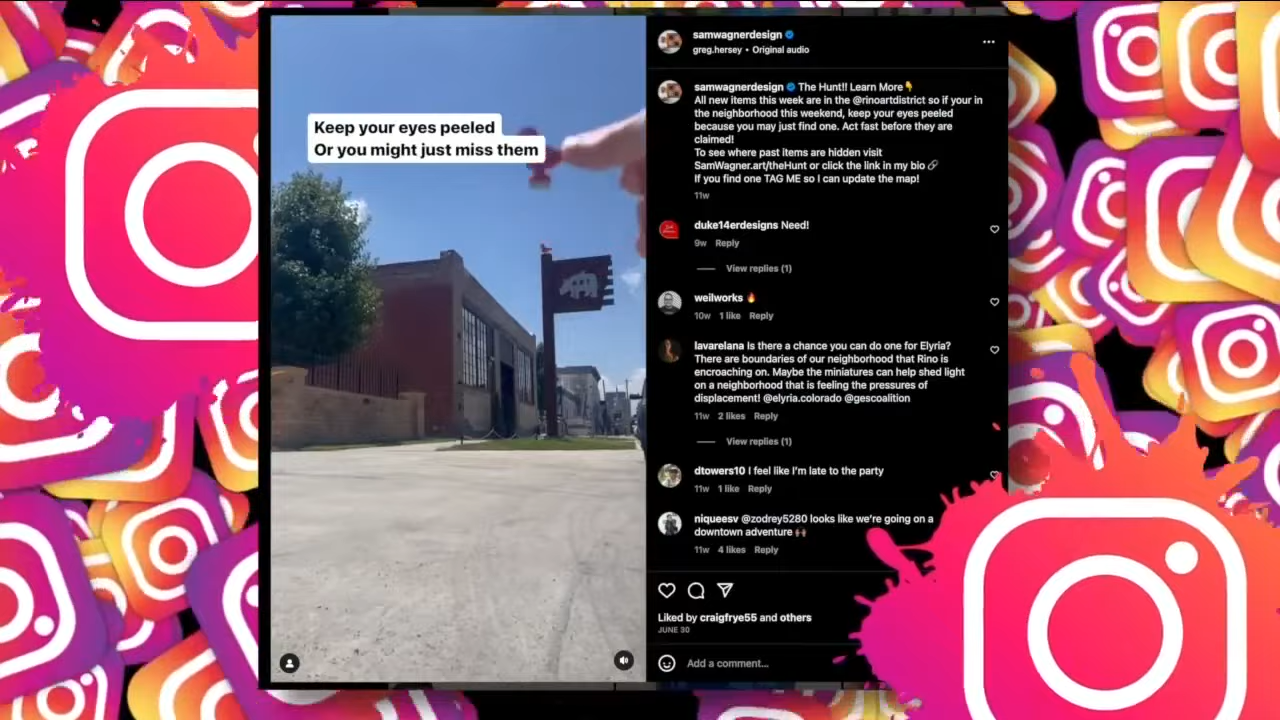 Keep your eyes peeled
Or you might just miss them
samwagnerdesign
greg.hersey • Original audio
samwagnerdesign The Hunt!! Learn More👇
All new items this week are in the @rinoartdistrict so if your in
the neighborhood this weekend, keep your eyes peeled
because you may just find one. Act fast before they are
claimed!
To see where past items are hidden visit
SamWagner.art/theHunt or click the link in my bio 🔗
If you find one TAG ME so I can update the map!
11w
duke14erdesigns Need!
9w Reply
View replies (1)
weilworks 🔥
10w 1 like Reply
lavarelana Is there a chance you can do one for Elyria?
There are boundaries of our neighborhood that Rino is
encroaching on. Maybe the miniatures can help shed light
on a neighborhood that is feeling the pressures of
displacement! @elyria.colorado @gescoalition
11w 2 likes Reply
View replies (1)
dtowers10 I feel like I'm late to the party
11w 1 like Reply
niqueesv @zodrey5280 looks like we're going on a
downtown adventure 👯
11w 4 likes Reply
Liked by craigfrye55 and others
JUNE 30
Add a comment...